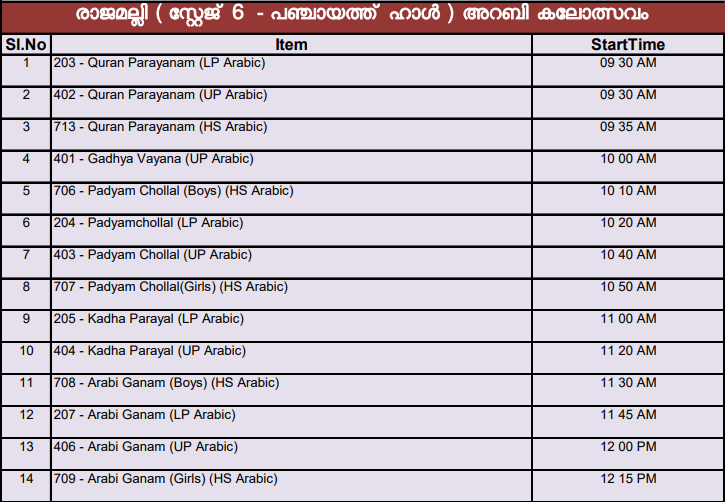 രാജമല്ലി ( സ്റ്റേജ് 6 - പഞ്ചായത്ത് ഹാൾ ) അറബി കലോത്സവം
Sl.No Item StartTime
1 203 - Quran Parayanam (LP Arabic) 09 30 AM
2 402 - Quran Parayanam (UP Arabic) 09 30 AM
3 713 - Quran Parayanam (HS Arabic) 09 35 AM
4 401 - Gadhya Vayana (UP Arabic) 10 00 AM
5 706 - Padyam Chollal (Boys) (HS Arabic) 10 10 AM
6 204 - Padyamchollal (LP Arabic) 10 20 AM
7 403 - Padyam Chollal (UP Arabic) 10 40 AM
8 707 - Padyam Chollal(Girls) (HS Arabic) 10 50 AM
9 205 - Kadha Parayal (LP Arabic) 11 00 AM
10 404 - Kadha Parayal (UP Arabic) 11 20 AM
11 708 - Arabi Ganam (Boys) (HS Arabic) 11 30 AM
12 207 - Arabi Ganam (LP Arabic) 11 45 AM
13 406 - Arabi Ganam (UP Arabic) 12 00 PM
14 709 - Arabi Ganam (Girls) (HS Arabic) 12 15 PM